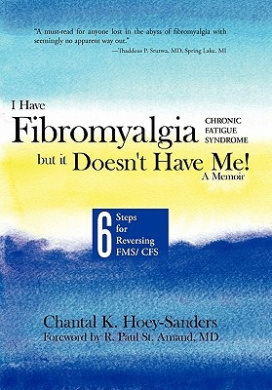 "A must-read for anyone lost in the abyss of fibromyalgia with
seemingly no apparent way out."
—Thaddeus P. Srutwa, MD, Spring Lake, MI
I Have
Fibromyalgia
CHRONIC
FATIGUE
SYNDROME
but it Doesn't Have Me!
A Memoir
6
Steps
for
Reversing
FMS/ CFS
Chantal K. Hoey-Sanders
Foreword by R. Paul St. Amand, MD